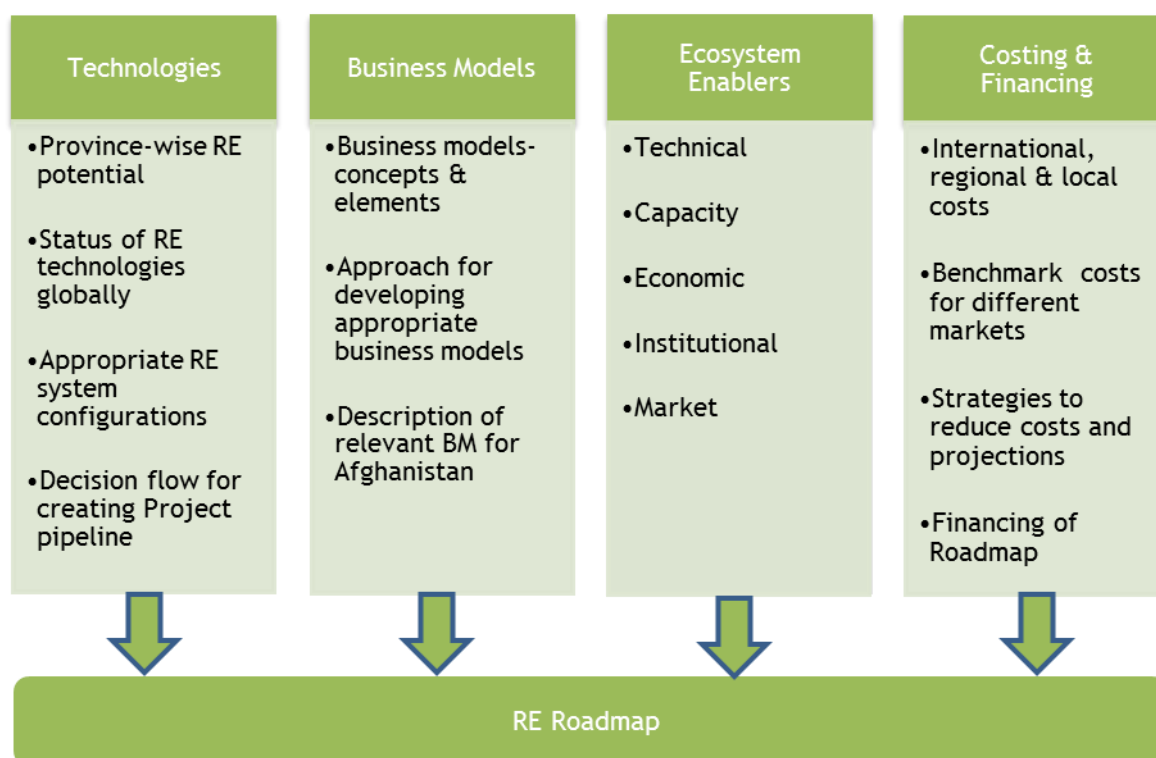 Technologies
•Province-wise RE
potential
•Status of RE
technologies
globally
•Appropriate RE
system
configurations
•Decision flow for
creating Project
pipeline
Business Models
•Business models-
concepts &
elements
•Approach for
developing
appropriate
business models
•Description of
relevant BM for
Afghanistan
Ecosystem
Enablers
•Technical
•Capacity
•Economic
•Institutional
•Market
Costing &
Financing
•International,
regional & local
costs
•Benchmark costs
for different
markets
•Strategies to
reduce costs and
projections
•Financing of
Roadmap
RE Roadmap